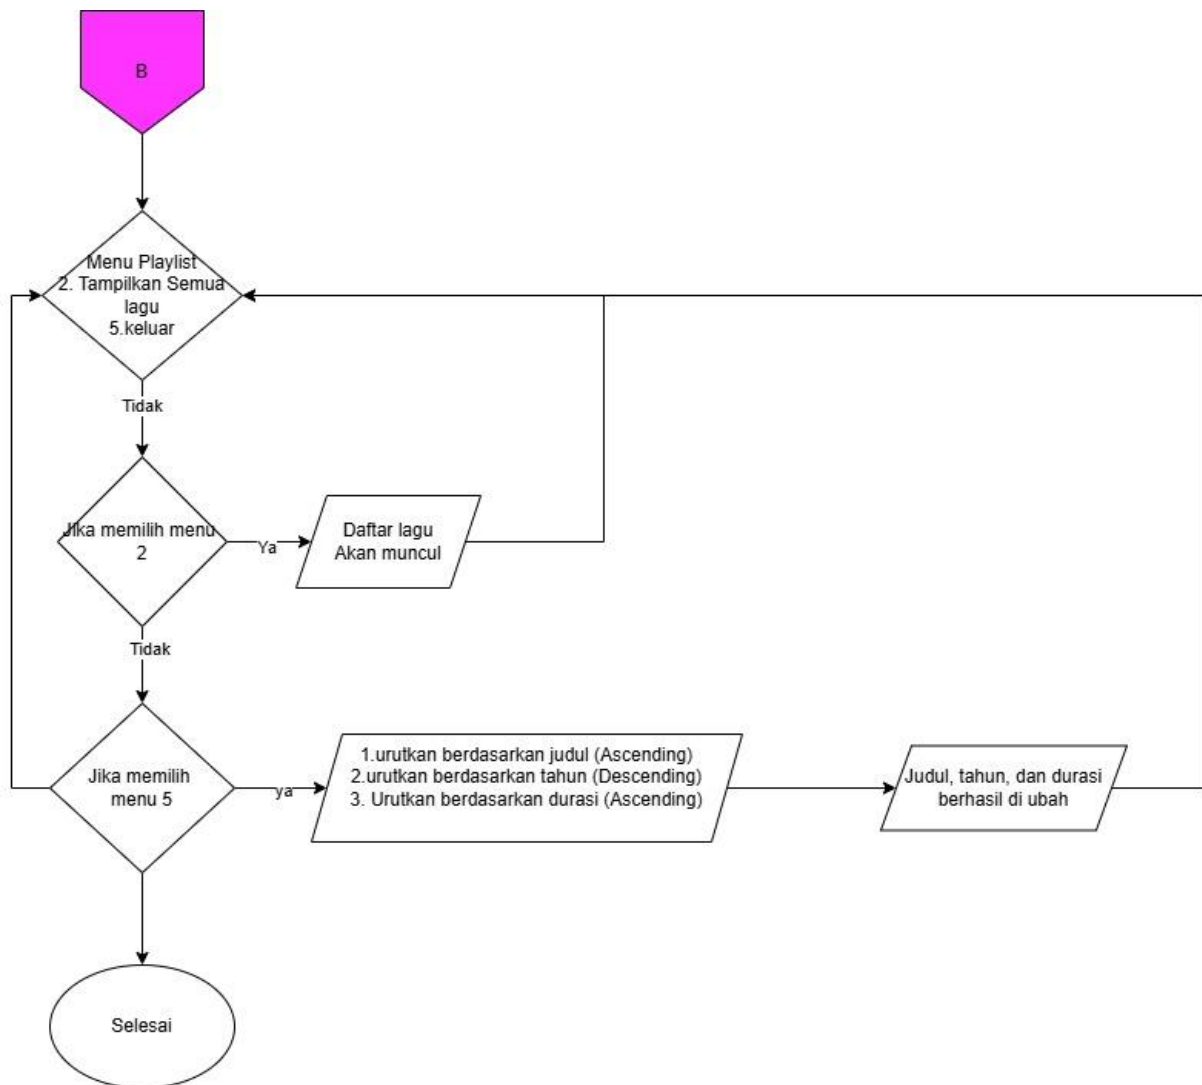 B
Menu Playlist
2. Tampilkan Semua
lagu
5.keluar
Tidak
Jika memilih menu
2
Ya
Daftar lagu
Akan muncul
Tidak
Jika memilih
menu 5
ya
1.urutkan berdasarkan judul (Ascending)
2.urutkan berdasarkan tahun (Descending)
3. Urutkan berdasarkan durasi (Ascending)
Judul, tahun, dan durasi
berhasil di ubah
Selesai